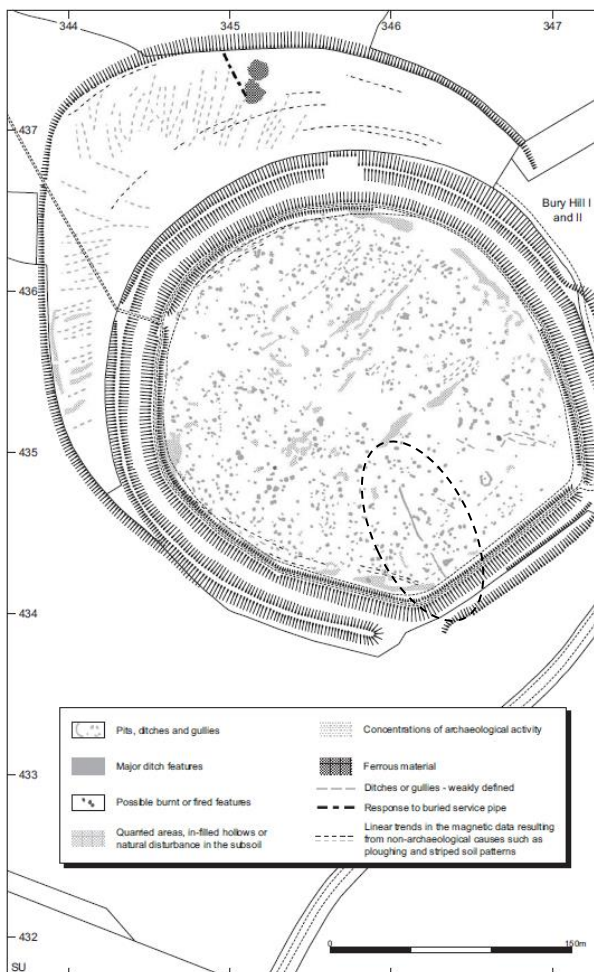 344
345
346
347
437
Bury Hill I
and II
436
435
434
Pits, ditches and gullies
Concentrations of archaeological activity
Major ditch features
Ferrous material
Possible burnt or fired features
Ditches or gullies - weakly defined
Response to buried service pipe
Quarried areas, in-filled hollows or
natural disturbance in the subsoil
Linear trends in the magnetic data resulting
from non-archaeological causes such as
ploughing and striped soil patterns
433
432
0
150m
SU